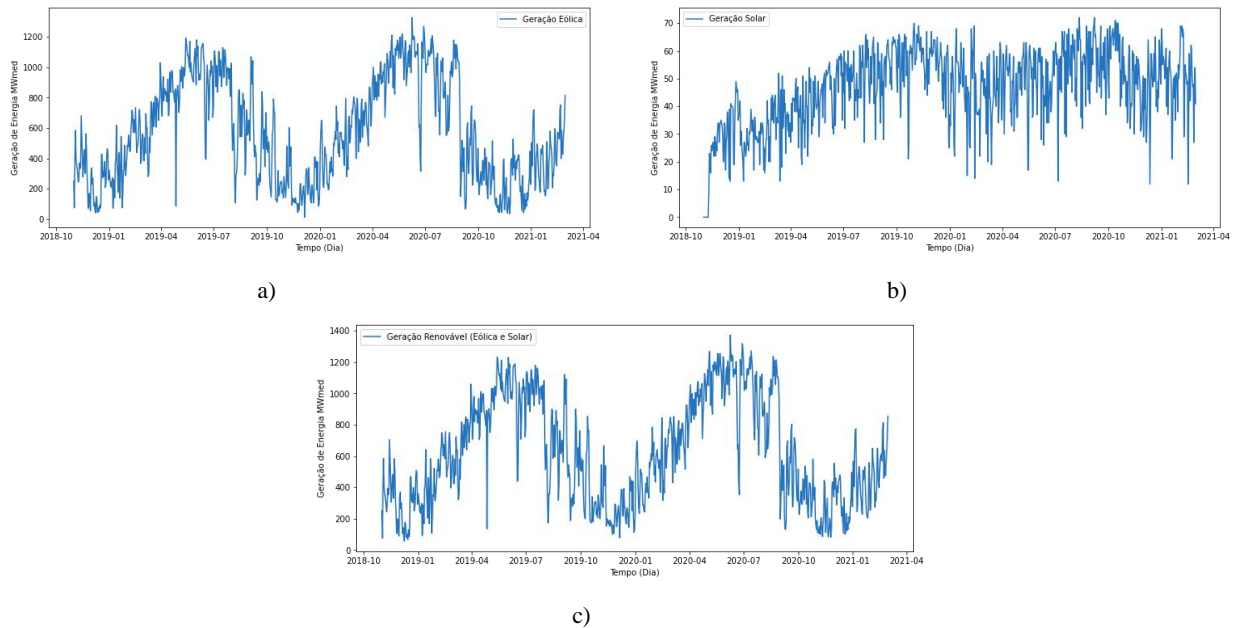 Geração Eólica
Geração de Energia MWmed
1200
1000
800
600
400
200
0
2018-10 2019-01 2019-04 2019-07 2019-10 2020-01 2020-04 2020-07 2020-10 2021-01 2021-04
Tempo (Dia)
a)
Geração Solar
Geração de Energia MWmed
70
60
50
40
30
20
10
0
2018-10 2019-01 2019-04 2019-07 2019-10 2020-01 2020-04 2020-07 2020-10 2021-01 2021-04
Tempo (Dia)
b)
Geração Renovável (Eólica e Solar)
Geração de Energia MWmed
1400
1200
1000
800
600
400
200
0
2018-10 2019-01 2019-04 2019-07 2019-10 2020-01 2020-04 2020-07 2020-10 2021-01 2021-04
Tempo (Dia)
c)